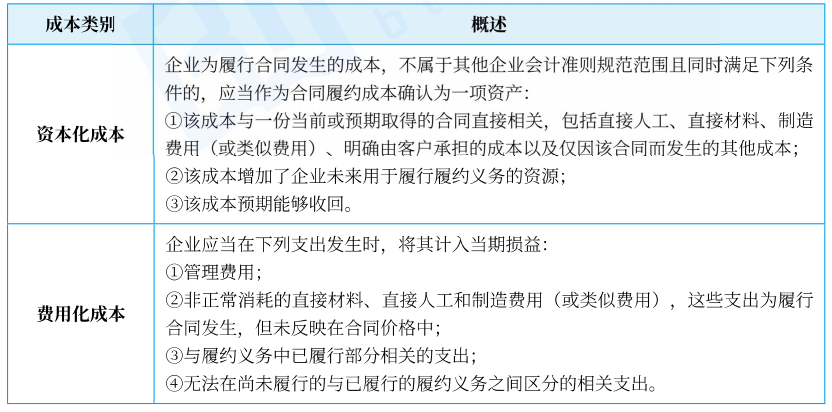 成本类别
概述
资本化成本
企业为履行合同发生的成本，不属于其他企业会计准则规范范围且同时满足下列条
件的，应当作为合同履约成本确认为一项资产：
①该成本与一份当前或预期取得的合同直接相关，包括直接人工、直接材料、制造
费用（或类似费用）、明确由客户承担的成本以及仅因该合同而发生的其他成本；
②该成本增加了企业未来用于履行履约义务的资源；
③该成本预期能够收回。
费用化成本
企业应当在下列支出发生时，将其计入当期损益：
①管理费用；
②非正常消耗的直接材料、直接人工和制造费用（或类似费用），这些支出为履行
合同发生，但未反映在合同价格中；
③与履约义务中已履行部分相关的支出；
④无法在尚未履行的与已履行的履约义务之间区分的相关支出。